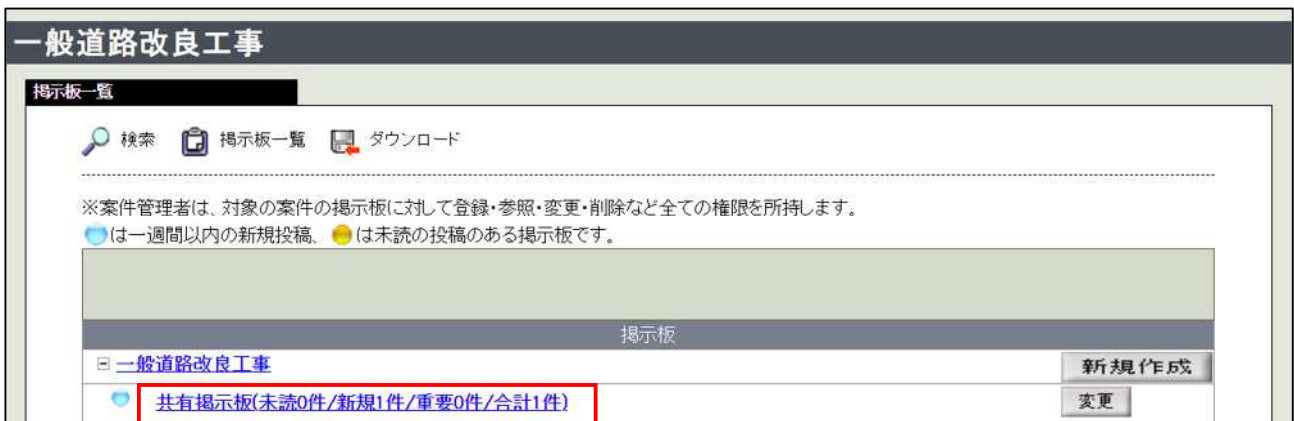 一般道路改良工事
掲示板一覧
検索 掲示板一覧 ダウンロード
※案件管理者は、対象の案件の掲示板に対して登録・参照・変更・削除など全ての権限を所持します。
は一週間以内の新規投稿、 は未読の投稿のある掲示板です。
掲示板
一般道路改良工事 新規作成
共有掲示板(未読0件/新規1件/重要0件/合計1件) 変更